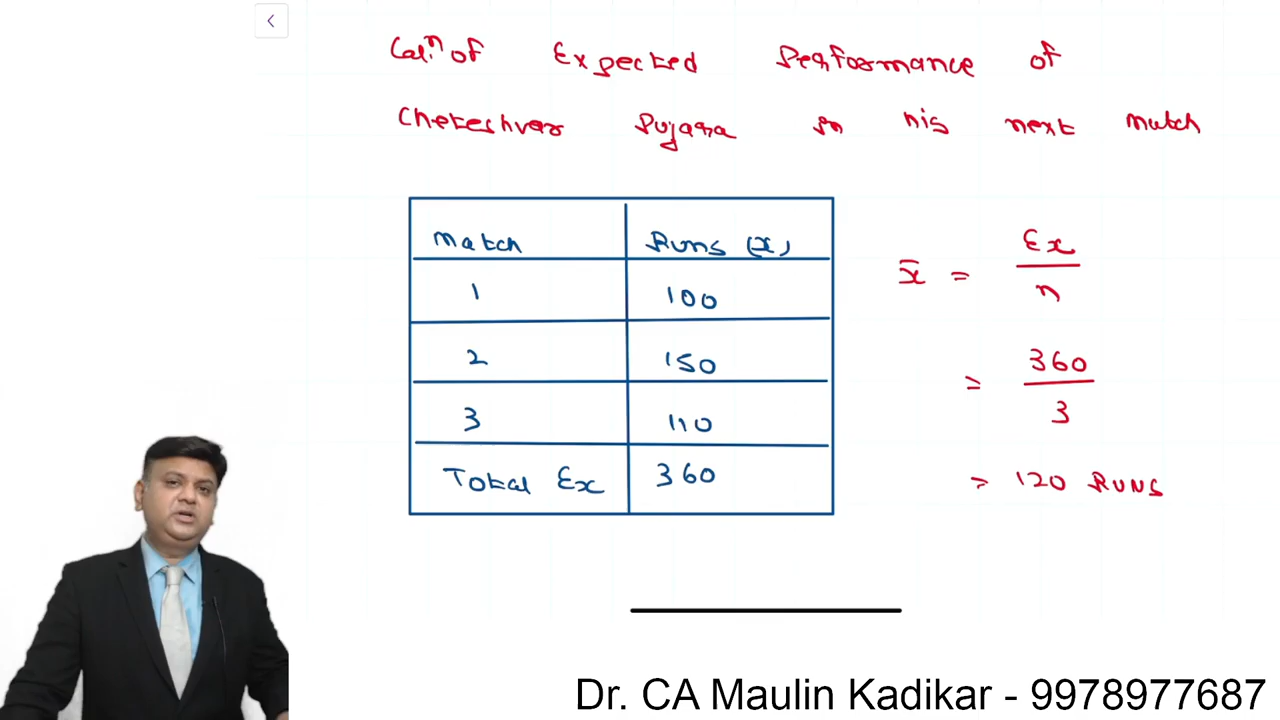 Calⁿ. of Expected Performance of
Cheteshvar Pujara in his next match
Match Runs (x)
1 100
2 150
3 110
Total Σx 360
x̄ = Σx / n
= 360 / 3
= 120 RUNS
Dr. CA Maulin Kadikar - 9978977687